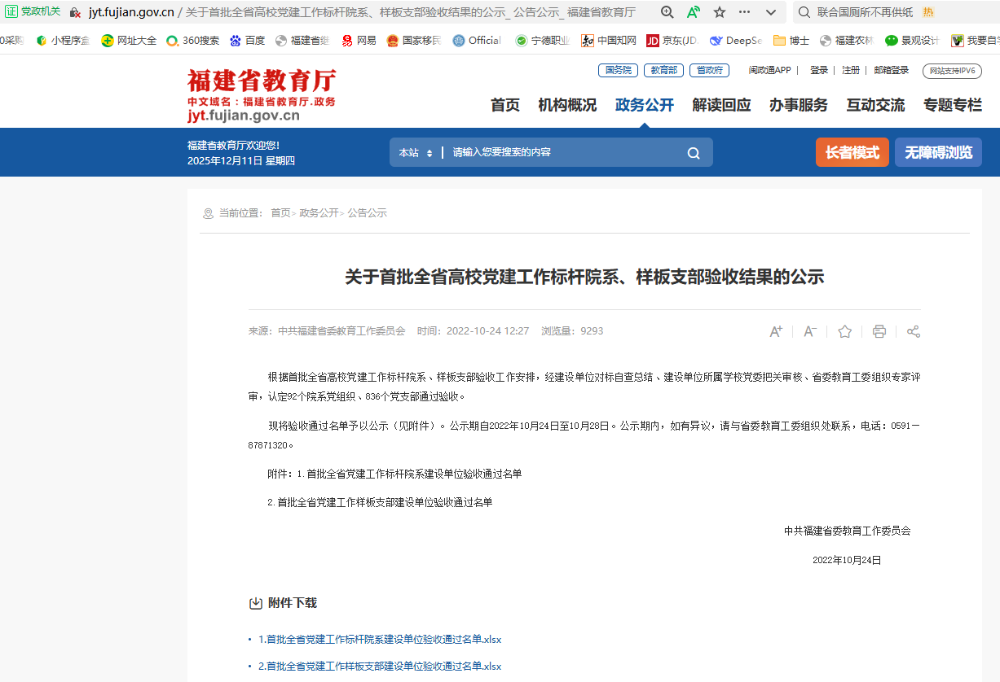 证 党政机关 jyt.fujian.gov.cn / 关于首批全省高校党建工作标杆院系、样板支部验收结果的公示_ 公告公示_ 福建省教育厅 联合国厕所不再供纸 热
0采购 小程序盒 网址大全 360搜索 百度 福建省继 网易 国家移民 Official 宁德职业 中国知网 京东(JD. DeepSe 博士 福建农林 景观设计 我要自学
福建省教育厅
中文域名：福建省教育厅.政务
jyt.fujian.gov.cn
国务院 教育部 省政府 闽政通APP | 登录 | 注册 | 邮箱登录 网站支持IPV6
首页 机构概况 政务公开 解读回应 办事服务 互动交流 专题专栏
福建省教育厅欢迎您！
2025年12月11日 星期四
本站 请输入您要搜索的内容
长者模式 无障碍浏览
当前位置： 首页> 政务公开> 公告公示
关于首批全省高校党建工作标杆院系、样板支部验收结果的公示
来源：中共福建省委教育工作委员会 时间：2022-10-24 12:27 浏览量：9293
A+ A-
根据首批全省高校党建工作标杆院系、样板支部验收工作安排，经建设单位对标自查总结、建设单位所属学校党委把关审核、省委教育工委组织专家评
审，认定92个院系党组织、836个党支部通过验收。
现将验收通过名单予以公示（见附件）。公示期自2022年10月24日至10月28日。公示期内，如有异议，请与省委教育工委组织处联系，电话：0591—
87871320。
附件：1.首批全省党建工作标杆院系建设单位验收通过名单
2.首批全省党建工作样板支部建设单位验收通过名单
中共福建省委教育工作委员会
2022年10月24日
附件下载
• 1.首批全省党建工作标杆院系建设单位验收通过名单.xlsx
• 2.首批全省党建工作样板支部建设单位验收通过名单.xlsx